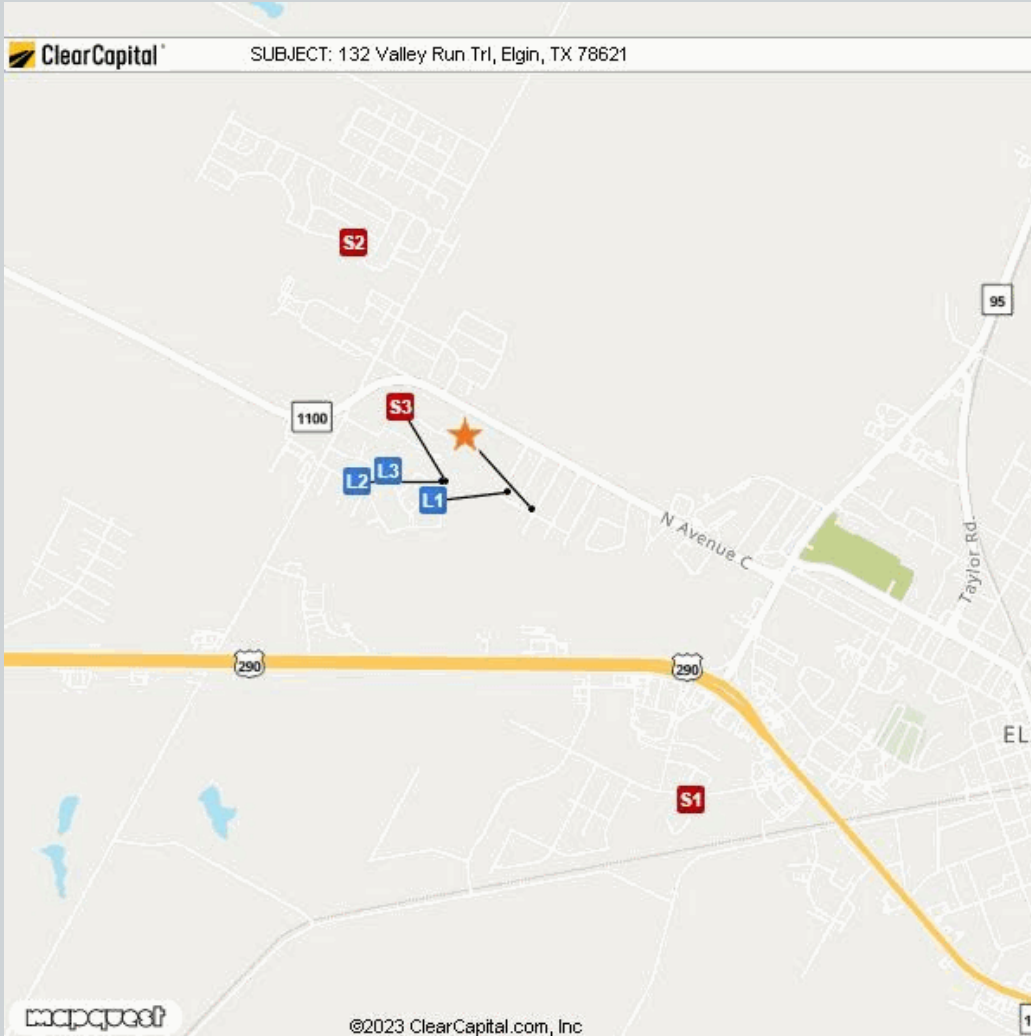 ClearCapital
SUBJECT: 132 Valley Run Trl, Elgin, TX 78621
S2
95
1100
S3
L3
L2
L1
N Avenue C
Taylor Rd.
290
290
EL
S1
mapquest
©2023 ClearCapital.com, Inc
1